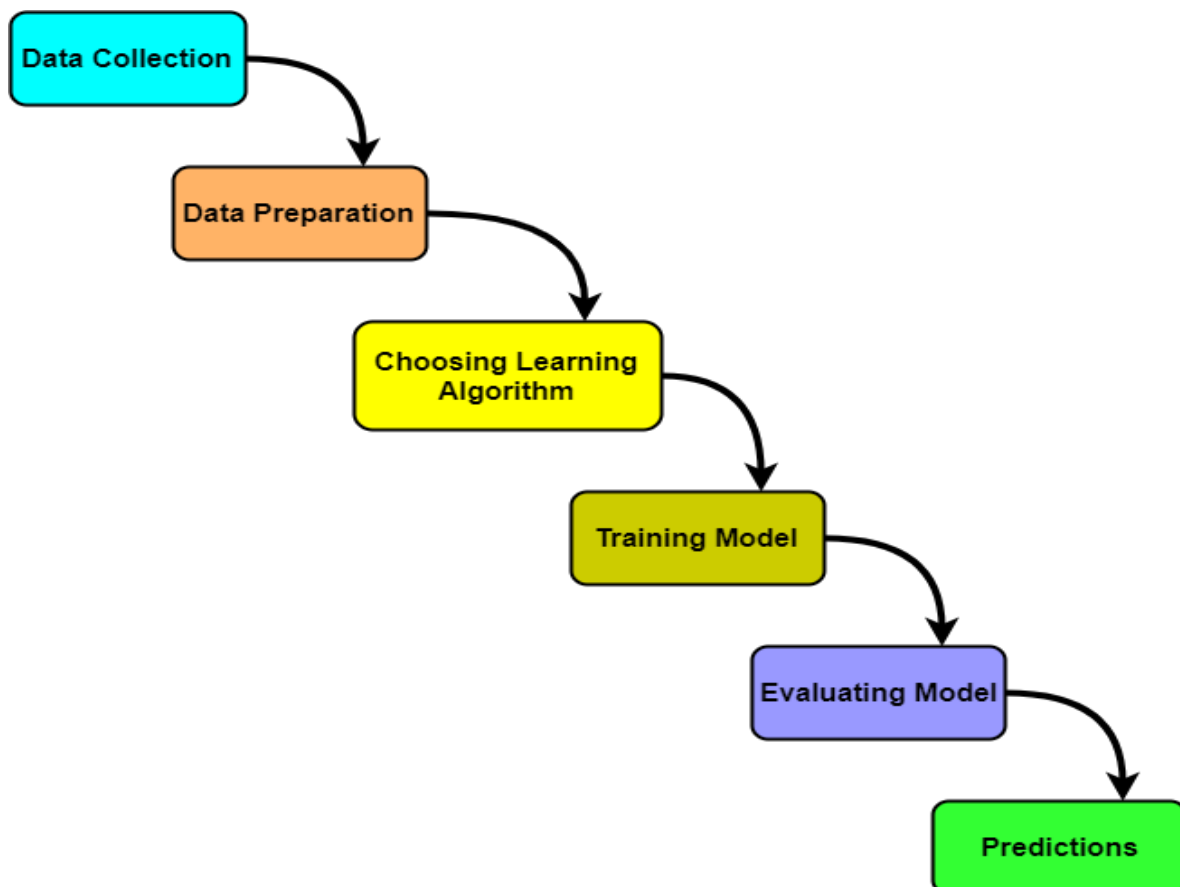 Data Collection
Data Preparation
Choosing Learning
Algorithm
Training Model
Evaluating Model
Predictions